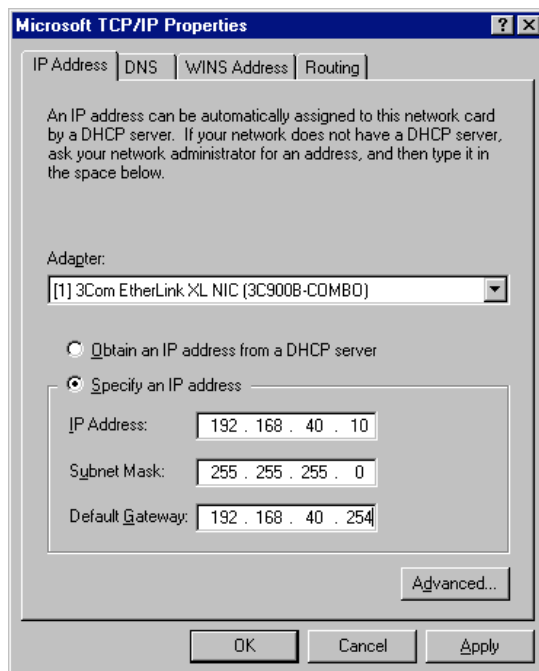 Microsoft TCP/IP Properties
IP Address DNS WINS Address Routing
An IP address can be automatically assigned to this network card
by a DHCP server. If your network does not have a DHCP server,
ask your network administrator for an address, and then type it in
the space below.
Adapter:
[1] 3Com EtherLink XL NIC (3C900B-COMBO)
Obtain an IP address from a DHCP server
Specify an IP address
IP Address: 192 . 168 . 40 . 10
Subnet Mask: 255 . 255 . 255 . 0
Default Gateway: 192 . 168 . 40 . 254
Advanced...
OK Cancel Apply